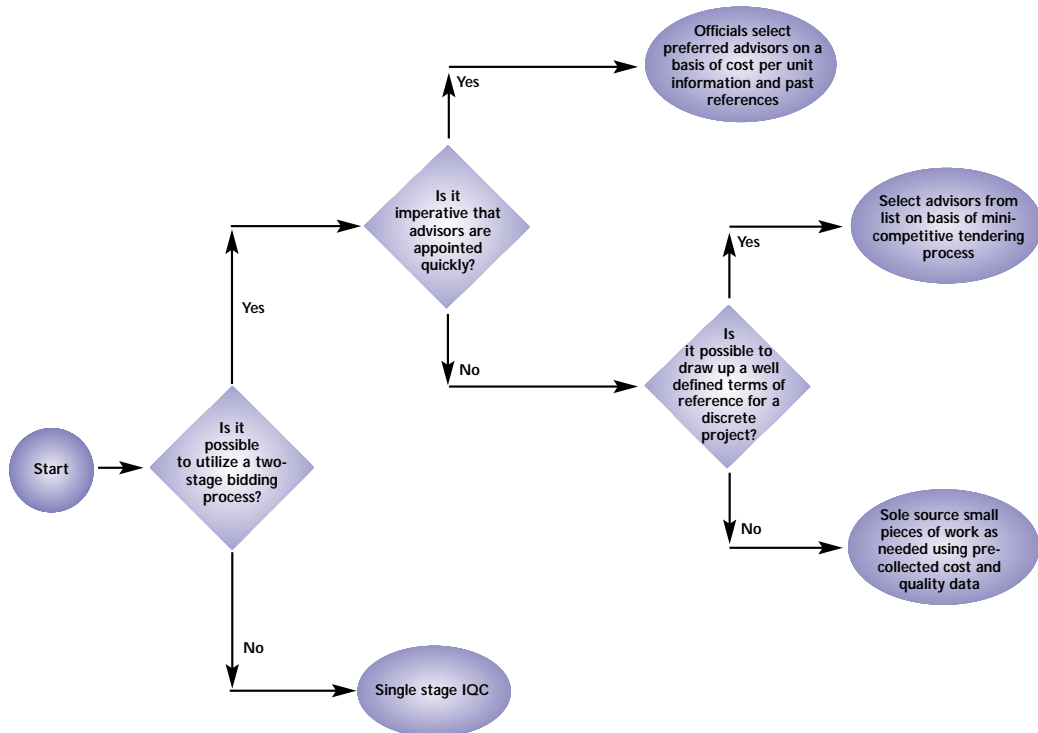 Start
Is it
possible
to utilize a two-
stage bidding
process?
Yes
No
Single stage IQC
Is it
imperative that
advisors are
appointed
quickly?
Yes
Officials select
preferred advisors on a
basis of cost per unit
information and past
references
No
Is
it possible to
draw up a well
defined terms of
reference for a
discrete
project?
Yes
Select advisors from
list on basis of mini-
competitive tendering
process
No
Sole source small
pieces of work as
needed using pre-
collected cost and
quality data